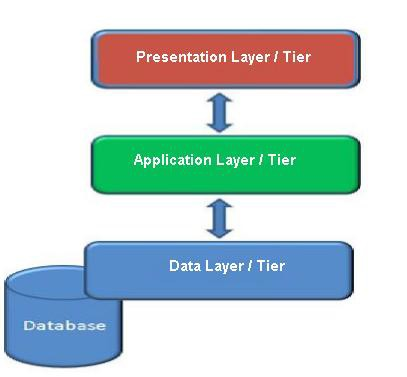 Presentation Layer / Tier
Application Layer / Tier
Data Layer / Tier
Database